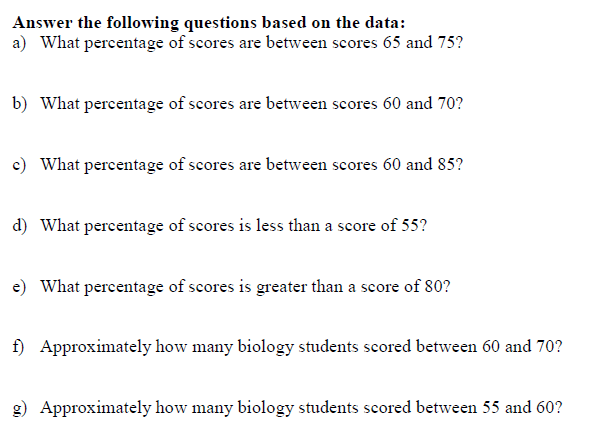 Answer the following questions based on the data:
a) What percentage of scores are between scores 65 and 75?
b) What percentage of scores are between scores 60 and 70?
c) What percentage of scores are between scores 60 and 85?
d) What percentage of scores is less than a score of 55?
e) What percentage of scores is greater than a score of 80?
f) Approximately how many biology students scored between 60 and 70?
g) Approximately how many biology students scored between 55 and 60?